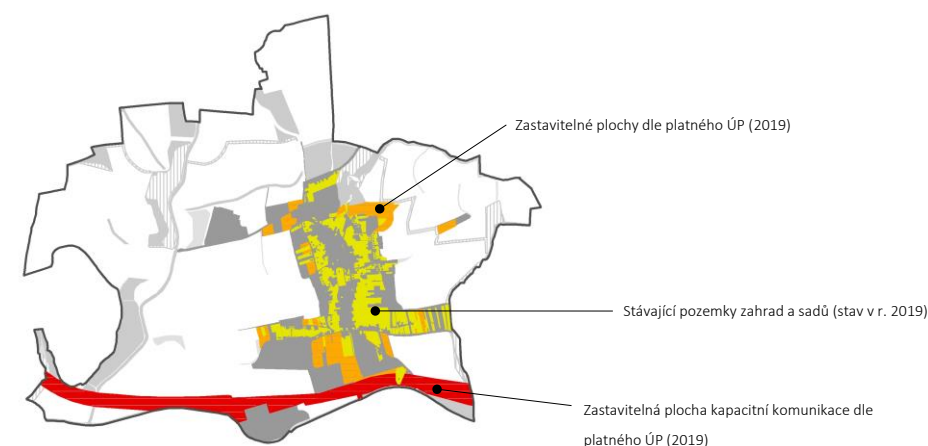 Zastavitelné plochy dle platného ÚP (2019)
Stávající pozemky zahrad a sadů (stav v r. 2019)
Zastavitelná plocha kapacitní komunikace dle
platného ÚP (2019)